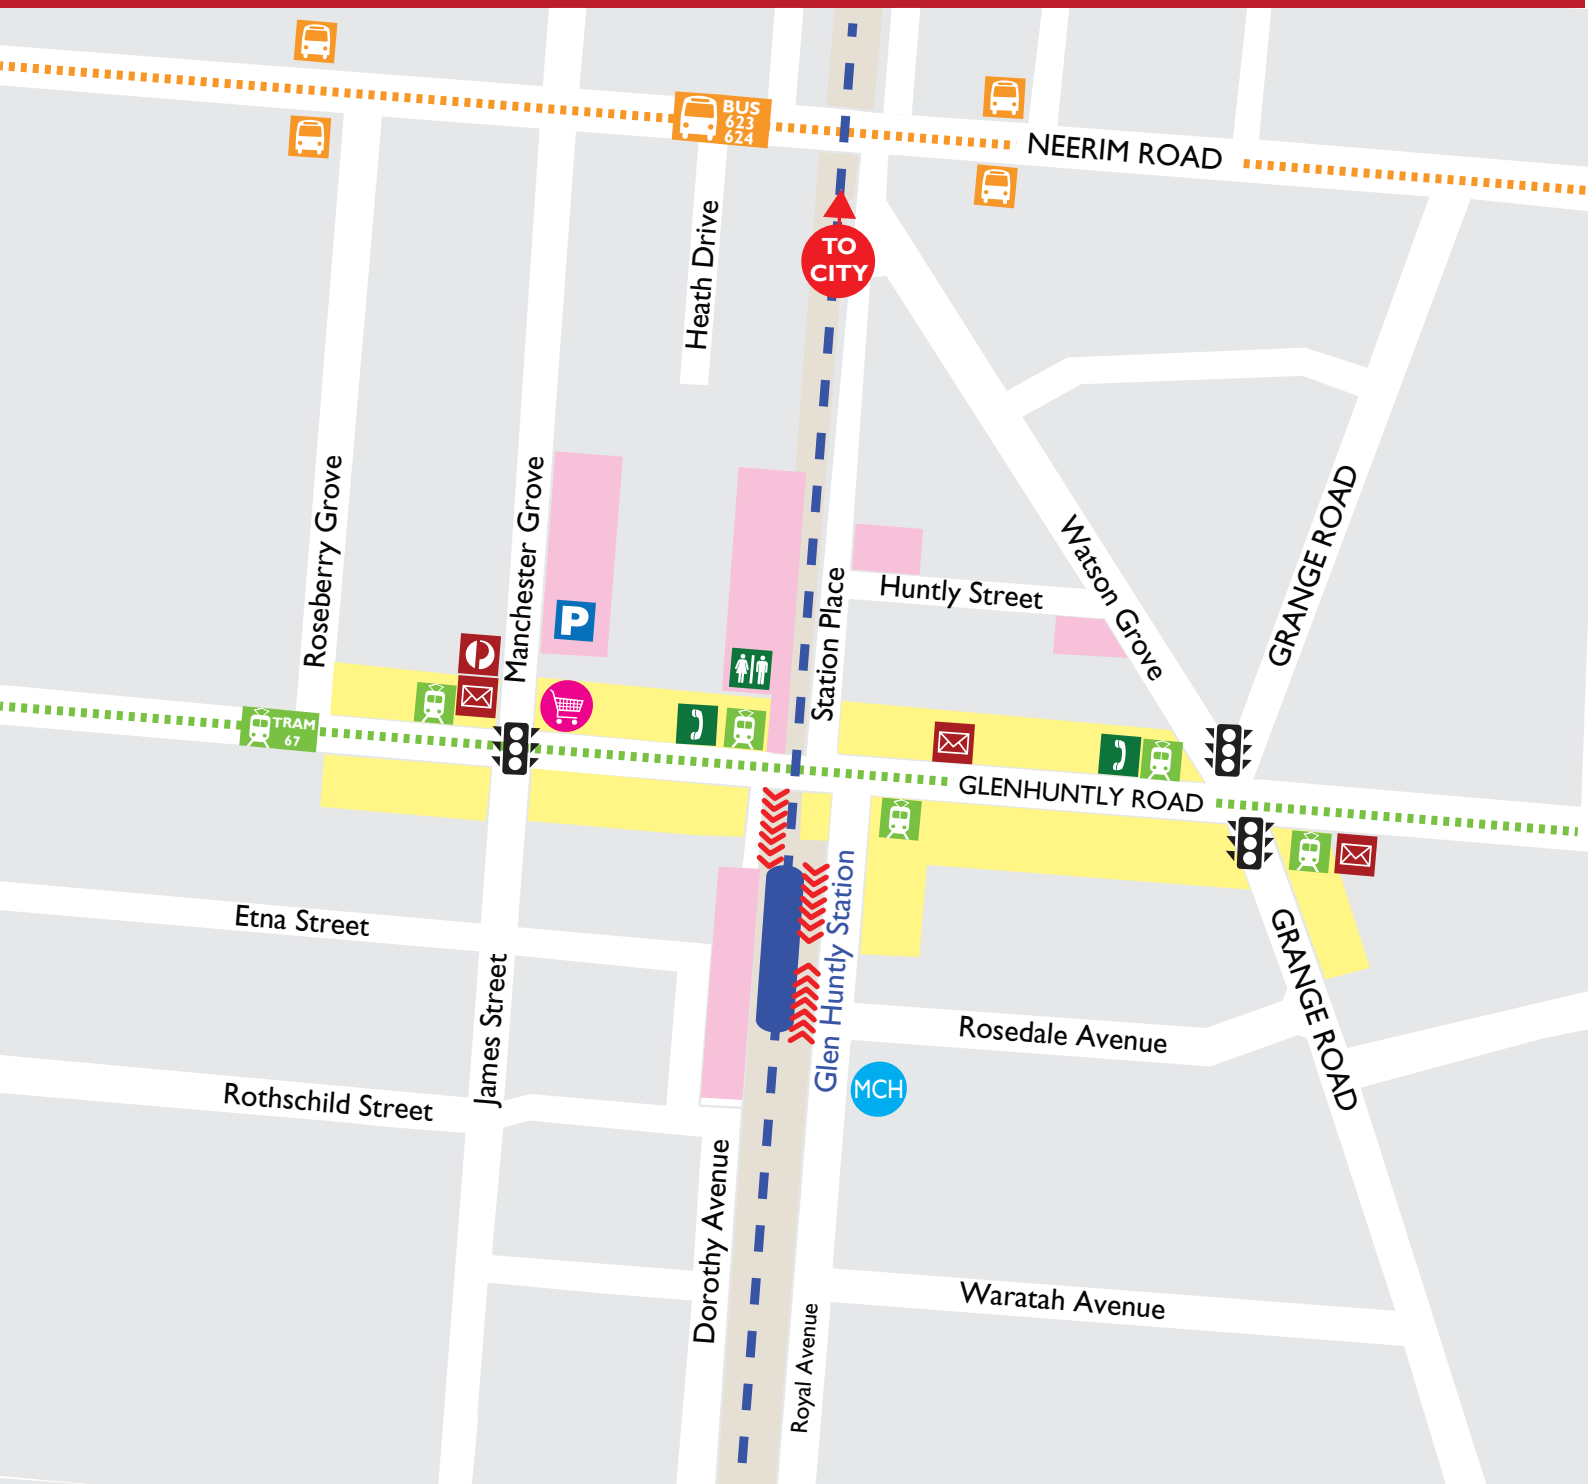 BUS
623
624
NEERIM ROAD
Heath Drive
TO
CITY
Roseberry Grove
Manchester Grove
Station Place
Huntly Street
Watson Grove
GRANGE ROAD
P
TRAM
67
GLENHUNTLY ROAD
Etna Street
James Street
Glen Huntly Station
Rosedale Avenue
GRANGE ROAD
MCH
Rothschild Street
Dorothy Avenue
Royal Avenue
Waratah Avenue